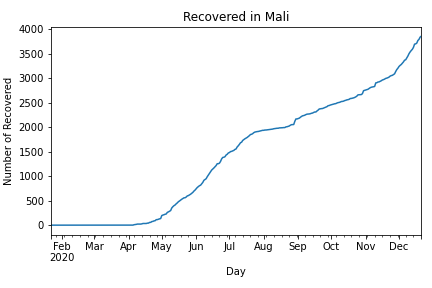 Recovered in Mali
Number of Recovered
4000
3500
3000
2500
2000
1500
1000
500
0
Feb Mar Apr May Jun Jul Aug Sep Oct Nov Dec
2020
Day